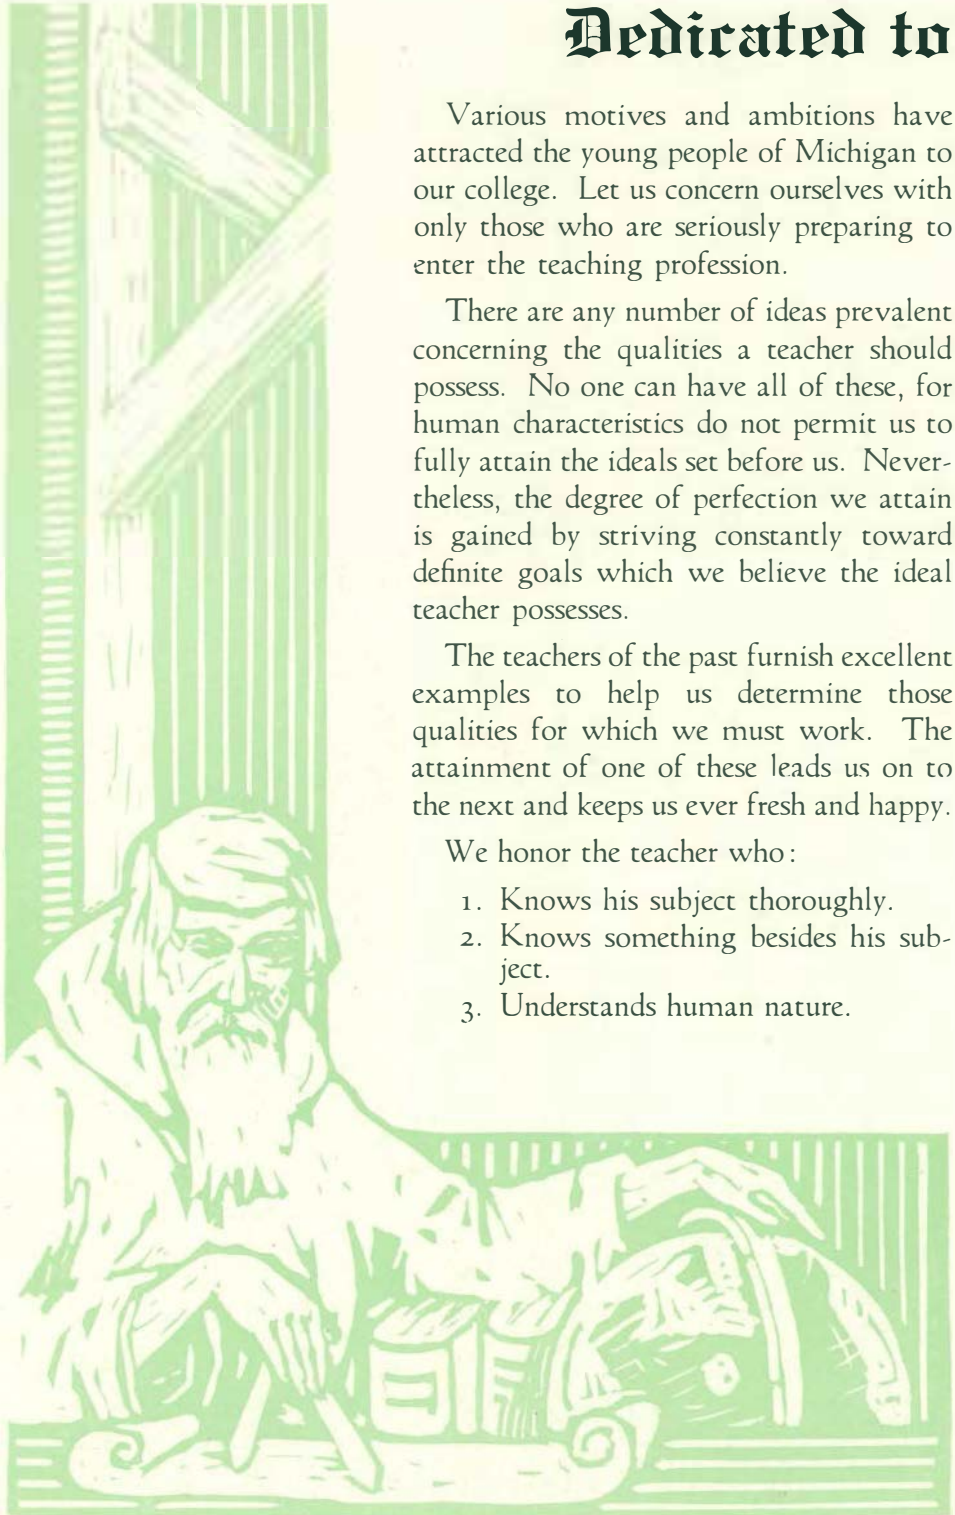 Dedicated to
Various motives and ambitions have
attracted the young people of Michigan to
our college. Let us concern ourselves with
only those who are seriously preparing to
enter the teaching profession.
There are any number of ideas prevalent
concerning the qualities a teacher should
possess. No one can have all of these, for
human characteristics do not permit us to
fully attain the ideals set before us. Never-
theless, the degree of perfection we attain
is gained by striving constantly toward
definite goals which we believe the ideal
teacher possesses.
The teachers of the past furnish excellent
examples to help us determine those
qualities for which we must work. The
attainment of one of these leads us on to
the next and keeps us ever fresh and happy.
We honor the teacher who:
1. Knows his subject thoroughly.
2. Knows something besides his sub-
ject.
3. Understands human nature.